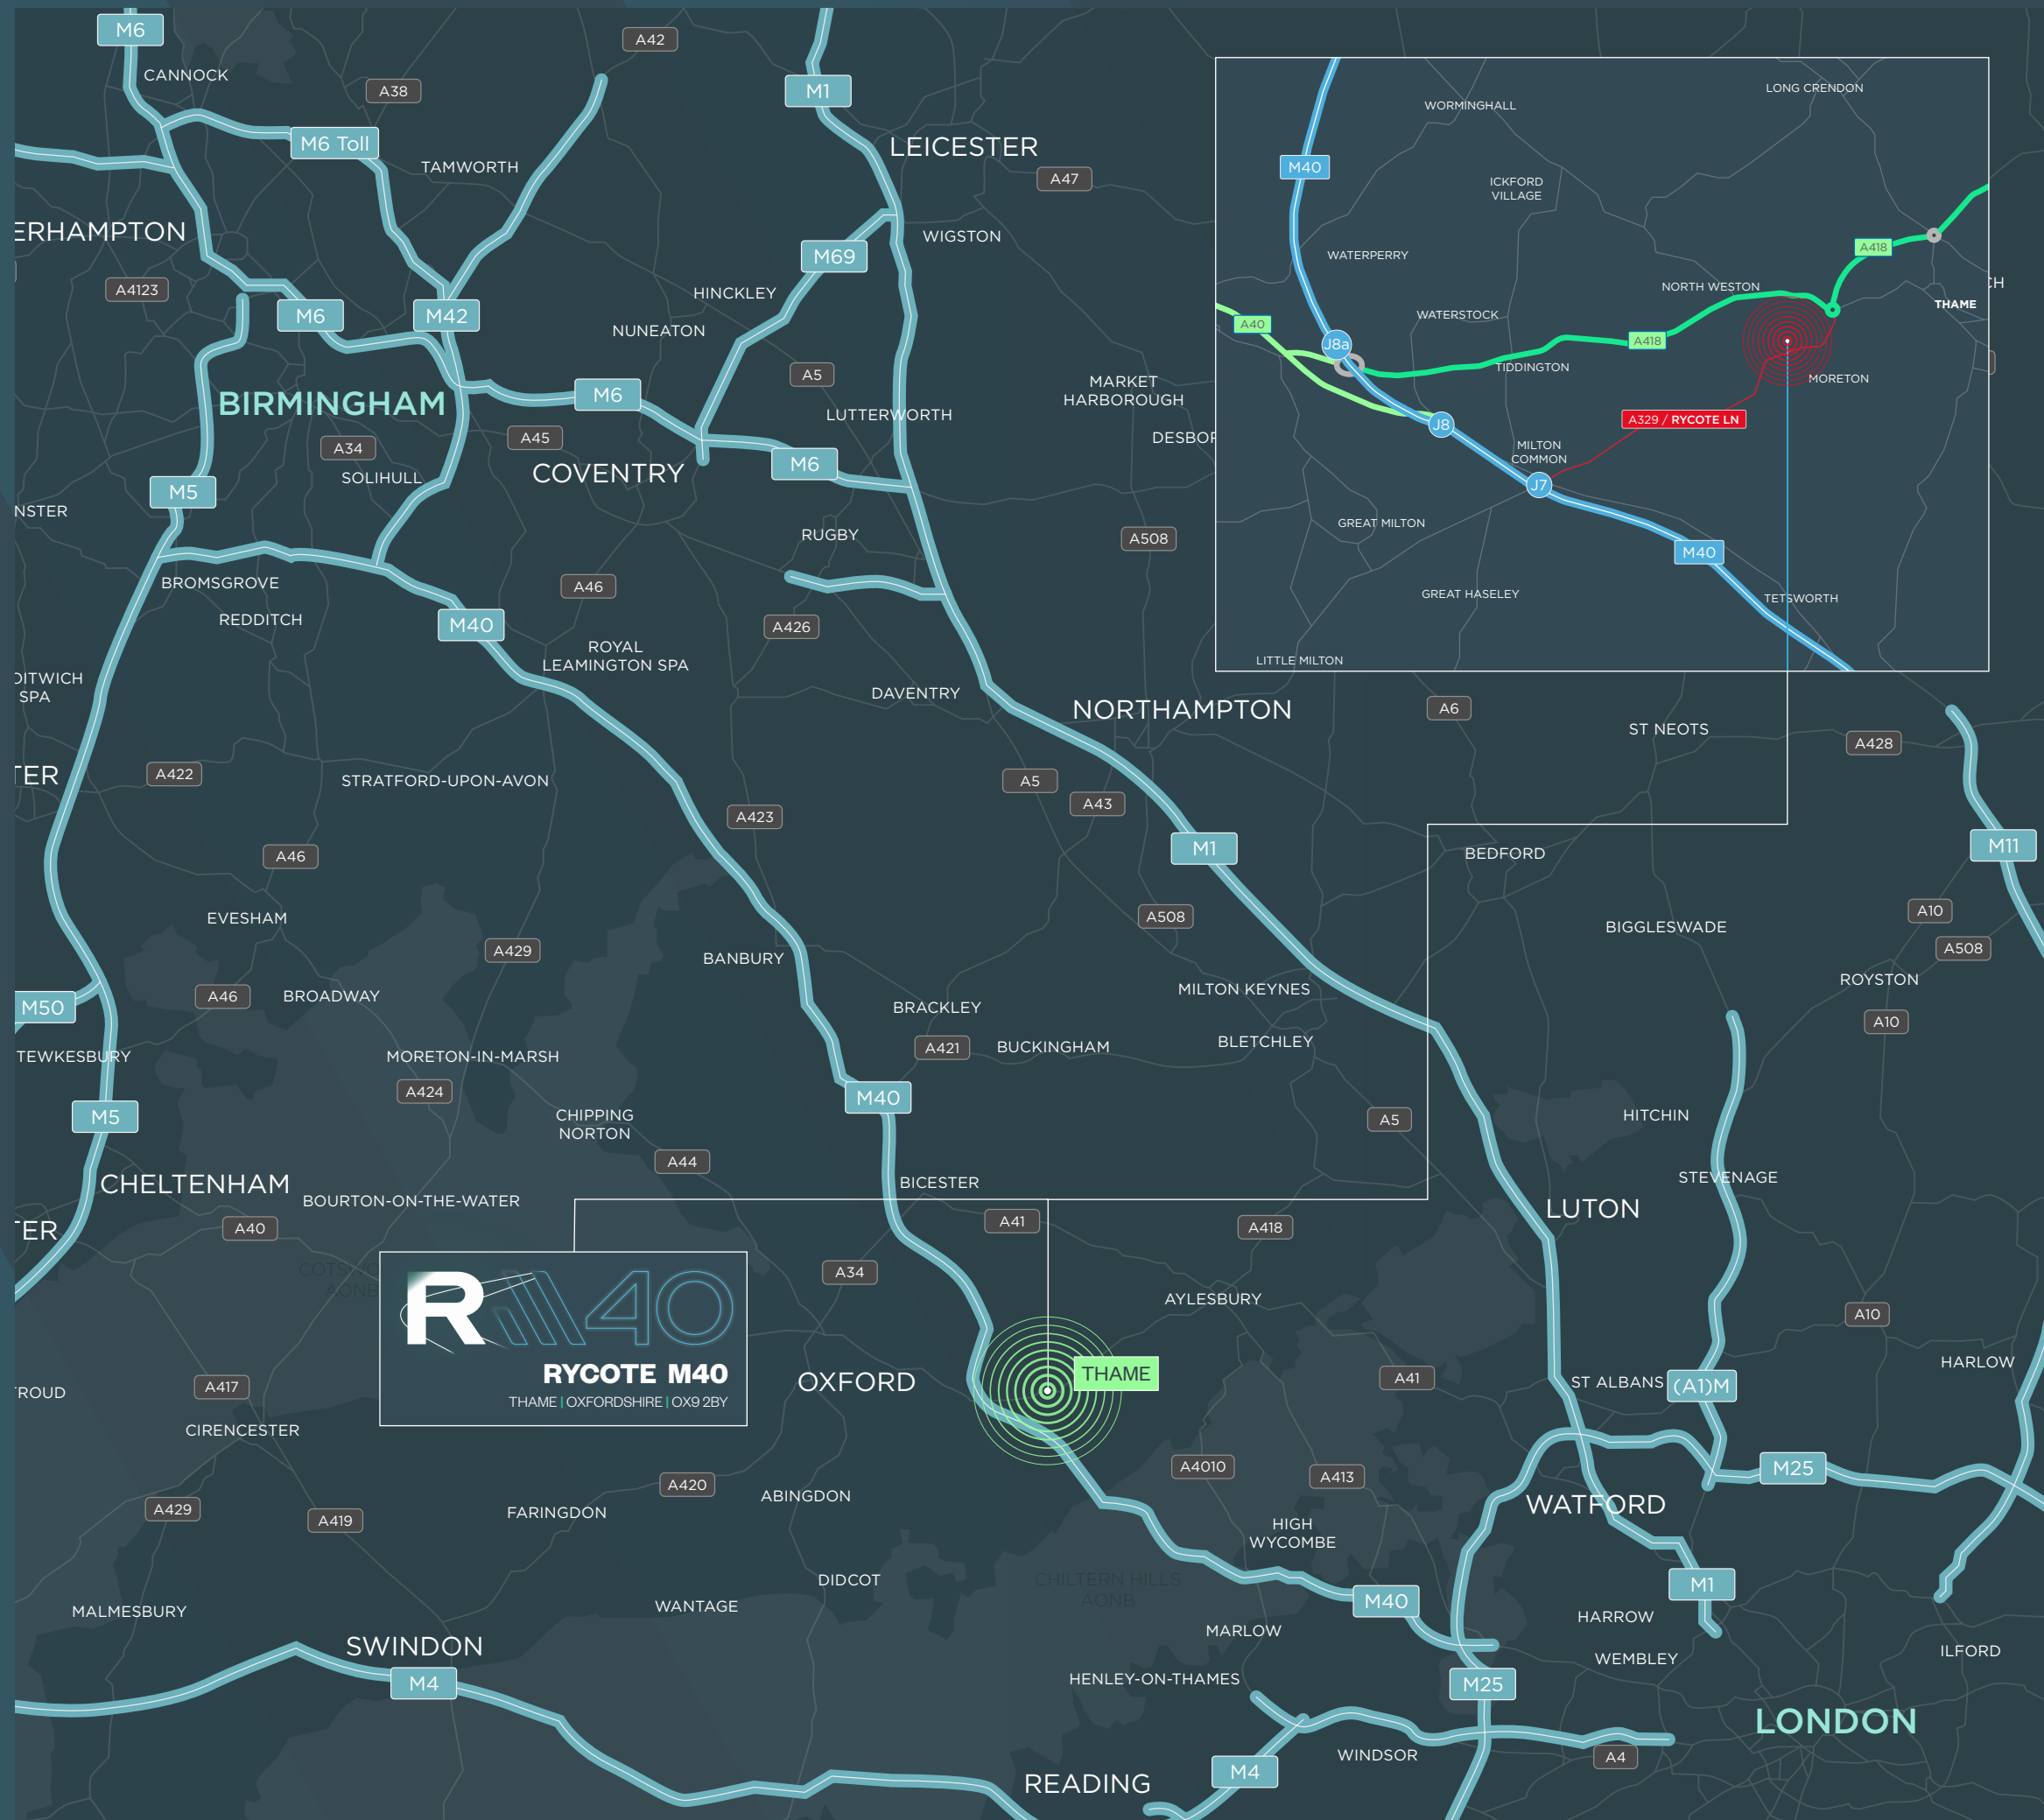 M6
CANNOCK
A42
A38
M1
M6 Toll
TAMWORTH
LEICESTER
A47
ERHAMPTON
WIGSTON
M69
A4123
HINCKLEY
M6
M42
NUNEATON
A5
MARKET
HARBOROUGH
BIRMINGHAM
M6
LUTTERWORTH
A34
A45
DESBOR
SOLIHULL
COVENTRY
M6
M5
NSTER
RUGBY
A508
BROMSGROVE
A46
REDDITCH
M40
A426
ROYAL
LEAMINGTON SPA
OITWICH
SPA
DAVENTRY
NORTHAMPTON
A6
ST NEOTS
A428
TER
A422
STRATFORD-UPON-AVON
A5
A43
A423
M1
M11
A46
BEDFORD
EVESHAM
A508
A10
BIGGLESWADE
A429
BANBURY
A508
ROYSTON
A46
BROADWAY
MILTON KEYNES
M50
BRACKLEY
A10
TEWKESBURY
MORETON-IN-MARSH
A421
BUCKINGHAM
BLETCHLEY
A424
M40
M5
CHIPPING
NORTON
A5
HITCHIN
A44
CHELTENHAM
BICESTER
STEVENAGE
BOURTON-ON-THE-WATER
LUTON
TER
A40
A41
A418
A34
AYLESBURY
A10
R M40
RYCOTE M40
THAME | OXFORDSHIRE | OX9 2BY
OXFORD
THAME
A41
ST ALBANS
(A1)M
HARLOW
TROUD
A417
CIRENCESTER
A4010
A413
M25
A420
ABINGDON
A429
A419
FARINGDON
WATFORD
HIGH
WYCOMBE
DIDCOT
CHILTERN HILLS
AONB
M1
MALMESBURY
WANTAGE
M40
HARROW
MARLOW
SWINDON
WEMBLEY
ILFORD
M4
HENLEY-ON-THAMES
M25
LONDON
WINDSOR
A4
READING
M4
LONG CRENDON
WORMINGHALL
M40
ICKFORD
VILLAGE
WATERPERRY
A418
NORTH WESTON
CH
THAME
A40
WATERSTOCK
J8a
A418
TIDDINGTON
MORETON
A329 / RYCOTE LN
J8
MILTON
COMMON
J7
GREAT MILTON
M40
GREAT HASELEY
TETSWORTH
LITTLE MILTON